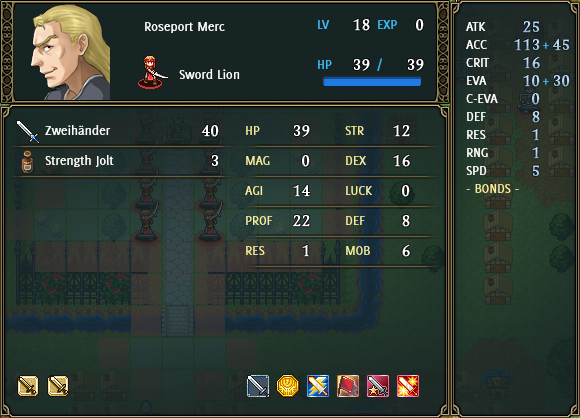 Roseport Merc LV 18 EXP 0
Sword Lion HP 39 / 39
Zweihänder 40
Strength Jolt 3
HP 39 STR 12
MAG 0 DEX 16
AGI 14 LUCK 0
PROF 22 DEF 8
RES 1 MOB 6
ATK 25
ACC 113 + 45
CRIT 16
EVA 10 + 30
C-EVA 0
DEF 8
RES 1
RNG 1
SPD 5
- BONDS -